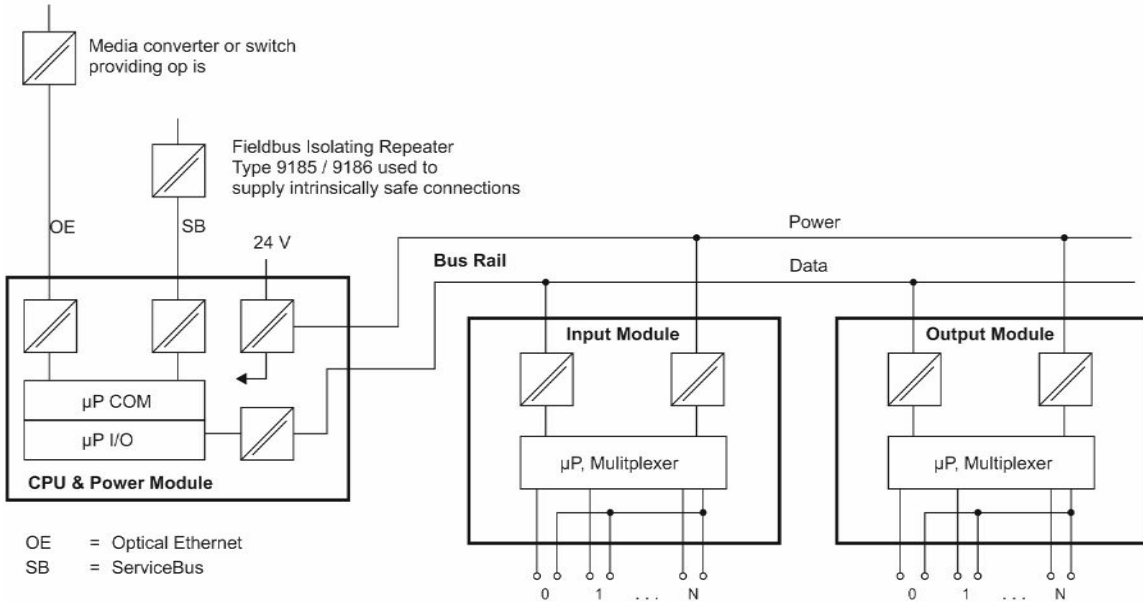 Media converter or switch
providing op is
Fieldbus Isolating Repeater
Type 9185 / 9186 used to
supply intrinsically safe connections
OE
SB
24 V
Power
Bus Rail
Data
Input Module
Output Module
µP COM
µP I/O
µP, Mulitplexer
µP, Multiplexer
CPU & Power Module
OE = Optical Ethernet
SB = ServiceBus
0 1 . . . N
0 1 . . . N